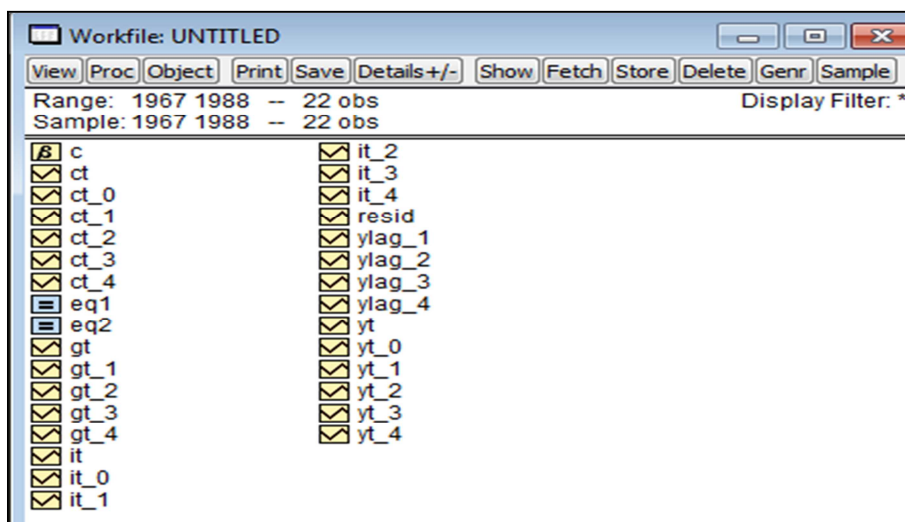 Workfile: UNTITLED
View Proc Object Print Save Details+/- Show Fetch Store Delete Genr Sample
Range: 1967 1988 -- 22 obs Display Filter: *
Sample: 1967 1988 -- 22 obs
β c
ct
ct_0
ct_1
ct_2
ct_3
ct_4
eq1
eq2
gt
gt_1
gt_2
gt_3
gt_4
it
it_0
it_1
it_2
it_3
it_4
resid
ylag_1
ylag_2
ylag_3
ylag_4
yt
yt_0
yt_1
yt_2
yt_3
yt_4